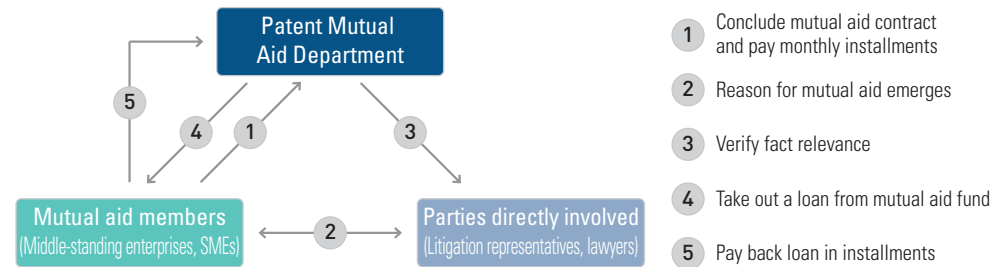 Patent Mutual
Aid Department
5
4
1
3
Mutual aid members
(Middle-standing enterprises, SMEs)
2
Parties directly involved
(Litigation representatives, lawyers)
1 Conclude mutual aid contract
and pay monthly installments
2 Reason for mutual aid emerges
3 Verify fact relevance
4 Take out a loan from mutual aid fund
5 Pay back loan in installments